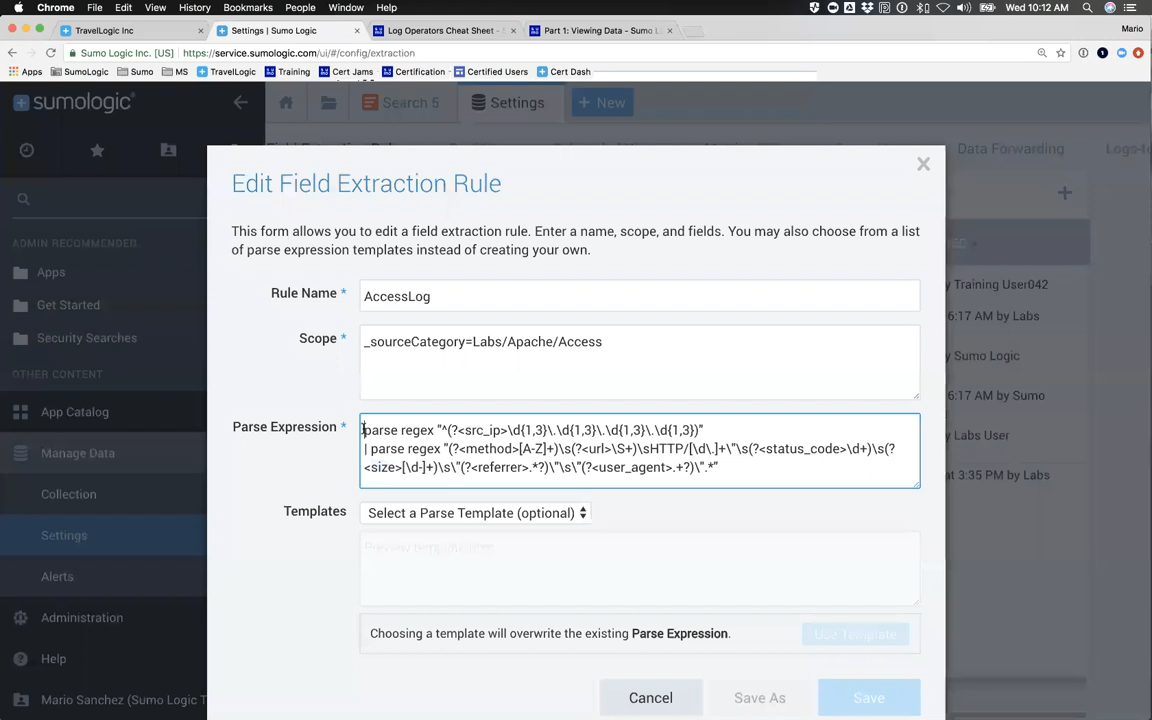 Chrome File Edit View History Bookmarks People Window Help Wed 10:12 AM
TravelLogic Inc Settings | Sumo Logic Log Operators Cheat Sheet - Part 1: Viewing Data - Sumo L Mario
Sumo Logic Inc. [US] https://service.sumologic.com/ui/#/config/extraction
Apps SumoLogic Sumo MS TravelLogic Training Cert Jams Certification Certified Users Cert Dash
sumologic Search 5 Settings + New
Data Forwarding
Edit Field Extraction Rule
This form allows you to edit a field extraction rule. Enter a name, scope, and fields. You may also choose from a list
of parse expression templates instead of creating your own.
Rule Name * AccessLog
Scope * _sourceCategory=Labs/Apache/Access
Parse Expression * parse regex "^(?<src_ip>\d{1,3}\.\d{1,3}\.\d{1,3}\.\d{1,3})"
| parse regex "(?<method>[A-Z]+)\s(?<url>\S+)\sHTTP/[\d\.]+\"\s(?<status_code>\d+)\s(?
<size>[\d-]+)\s\"(?<referrer>.*?)\"\s\"(?<user_agent>.+?)\".*"
Templates Select a Parse Template (optional)
Choosing a template will overwrite the existing Parse Expression. Use Template
Cancel Save As Save
ADMIN RECOMMENDED
Apps
Get Started
Security Searches
OTHER CONTENT
App Catalog
Manage Data
Collection
Settings
Alerts
Administration
Help
Mario Sanchez (Sumo Logic T
y Training User042
6:17 AM by Labs
y Sumo Logic
6:17 AM by Sumo
y Labs User
at 3:35 PM by Labs